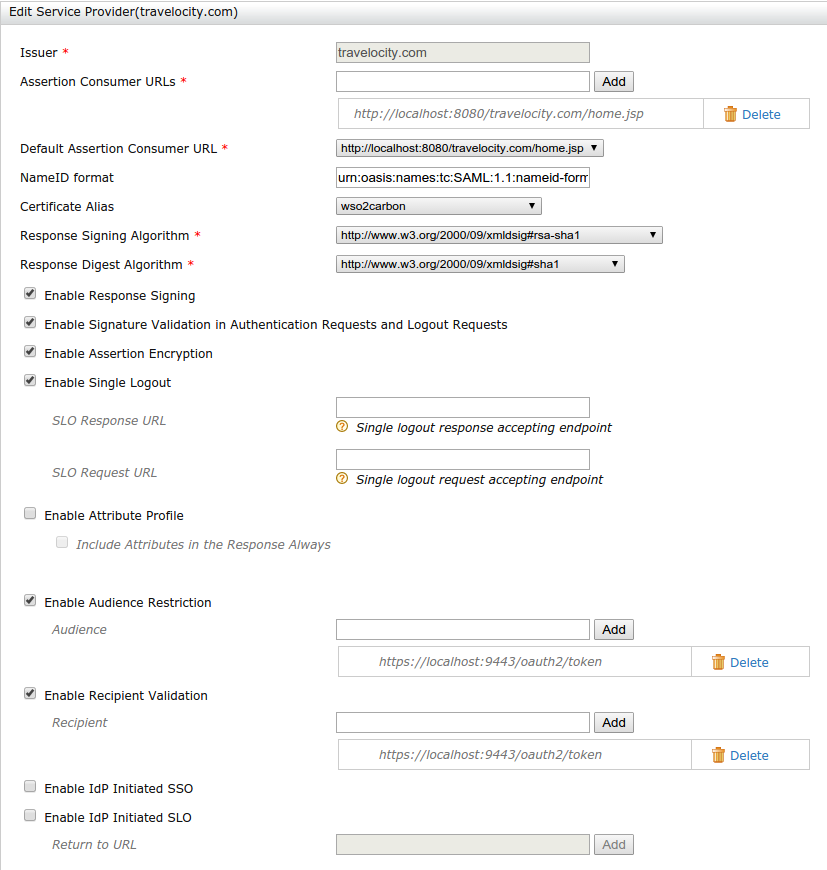 Edit Service Provider(travelocity.com)
Issuer * travelocity.com
Assertion Consumer URLs * Add
http://localhost:8080/travelocity.com/home.jsp Delete
Default Assertion Consumer URL * http://localhost:8080/travelocity.com/home.jsp
NameID format urn:oasis:names:tc:SAML:1.1:nameid-form
Certificate Alias wso2carbon
Response Signing Algorithm * http://www.w3.org/2000/09/xmldsig#rsa-sha1
Response Digest Algorithm * http://www.w3.org/2000/09/xmldsig#sha1
Enable Response Signing
Enable Signature Validation in Authentication Requests and Logout Requests
Enable Assertion Encryption
Enable Single Logout
SLO Response URL
? Single logout response accepting endpoint
SLO Request URL
? Single logout request accepting endpoint
Enable Attribute Profile
Include Attributes in the Response Always
Enable Audience Restriction
Audience Add
https://localhost:9443/oauth2/token Delete
Enable Recipient Validation
Recipient Add
https://localhost:9443/oauth2/token Delete
Enable IdP Initiated SSO
Enable IdP Initiated SLO
Return to URL Add